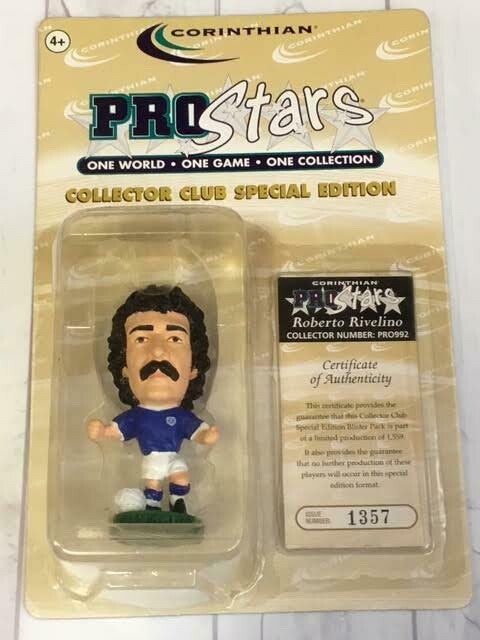 4+
CORINTHIAN
PROStars
ONE WORLD • ONE GAME • ONE COLLECTION
COLLECTOR CLUB SPECIAL EDITION
CORINTHIAN
PROStars
Roberto Rivelino
COLLECTOR NUMBER: PRO992
Certificate
of Authenticity
This certificate provides the
guarantee that this Collector Club
Special Edition Blister Pack is part
of a limited production of 1,559.
It also provides the guarantee
that no further production of these
players will occur in this special
edition format.
ISSUE
NUMBER: 1357